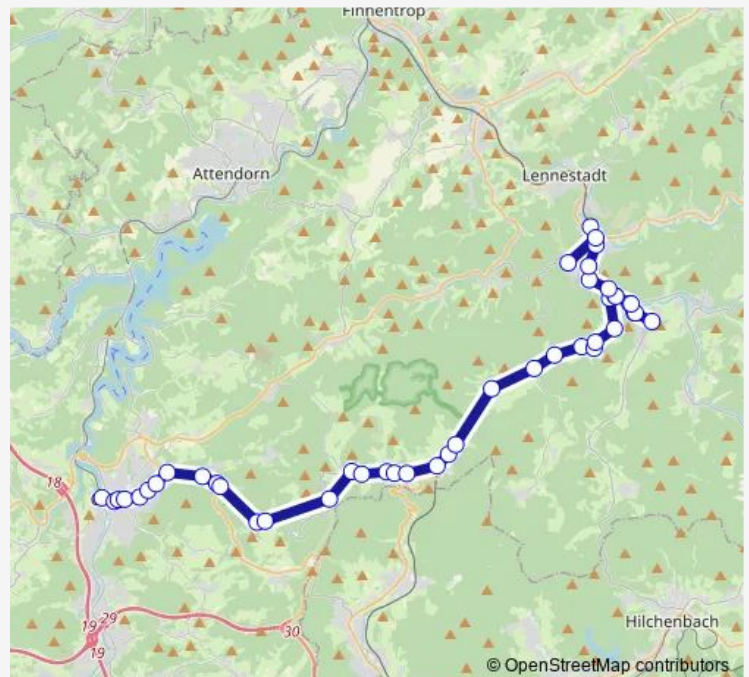 Finnentrop
Attendorn
Lennestadt
18
29
19
19
30
Hilchenbach
© OpenStreetMap contributors